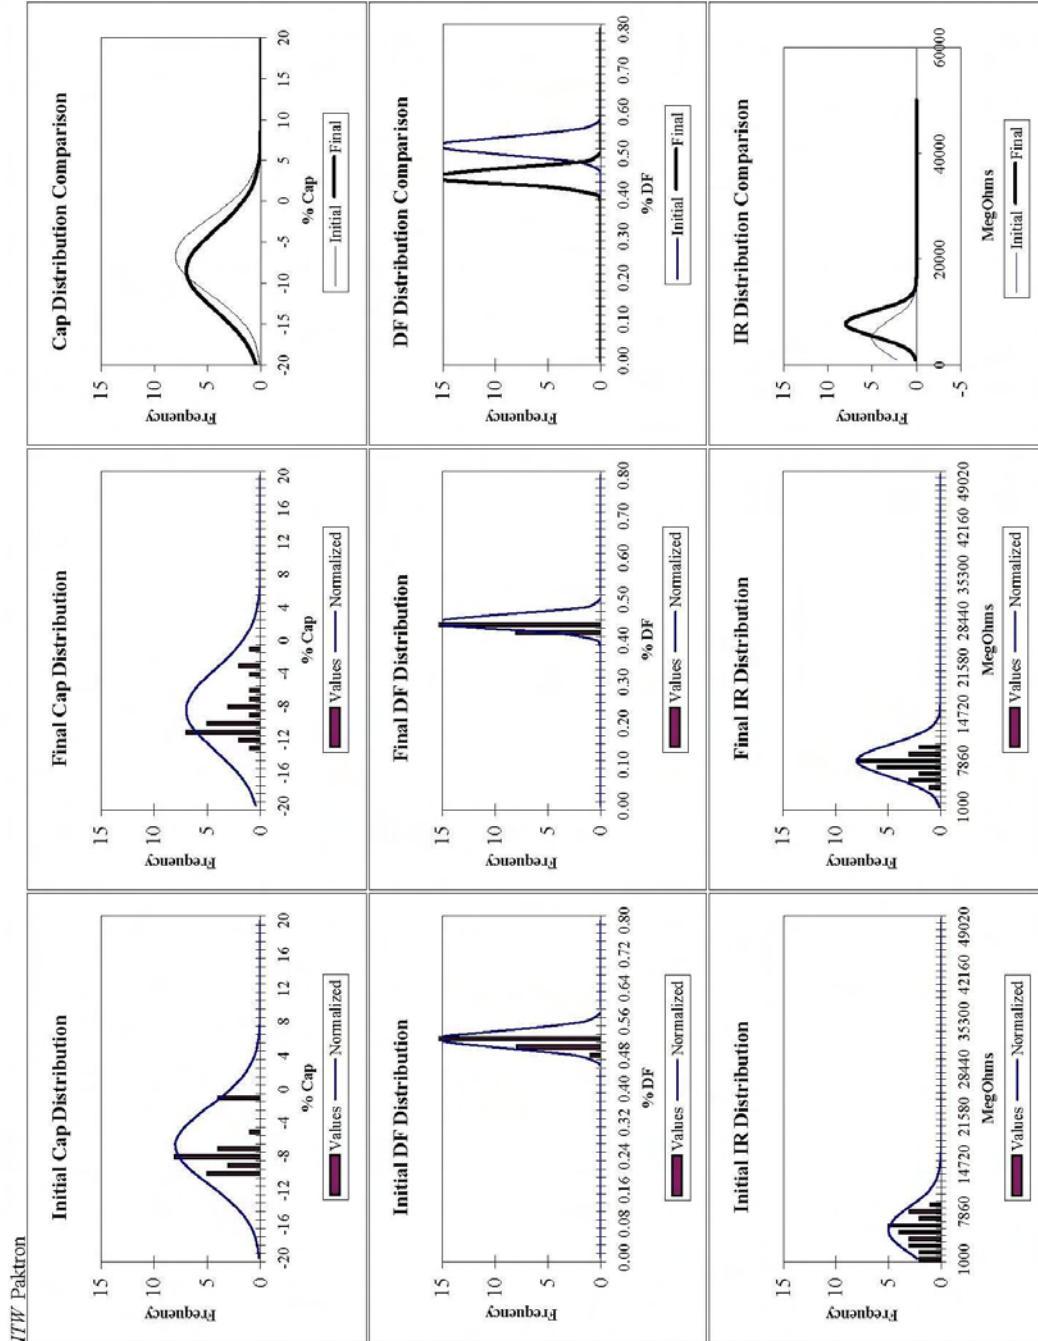 ITW Paktron
Initial Cap Distribution
Frequency
15
10
5
0
-20 -16 -12 -8 -4 0 4 8 12 16 20
% Cap
Values Normalized
Final Cap Distribution
Frequency
15
10
5
0
-20 -16 -12 -8 -4 0 4 8 12 16 20
% Cap
Values Normalized
Cap Distribution Comparison
Frequency
15
10
5
0
-20 -15 -10 -5 0 5 10 15 20
% Cap
Initial Final
Initial DF Distribution
Frequency
15
10
5
0
0.00 0.08 0.16 0.24 0.32 0.40 0.48 0.56 0.64 0.72 0.80
% DF
Values Normalized
Final DF Distribution
Frequency
15
10
5
0
0.00 0.10 0.20 0.30 0.40 0.50 0.60 0.70 0.80
% DF
Values Normalized
DF Distribution Comparison
Frequency
15
10
5
0
0.00 0.10 0.20 0.30 0.40 0.50 0.60 0.70 0.80
% DF
Initial Final
Initial IR Distribution
Frequency
15
10
5
0
1000 7860 14720 21580 28440 35300 42160 49020
MegOhms
Values Normalized
Final IR Distribution
Frequency
15
10
5
0
1000 7860 14720 21580 28440 35300 42160 49020
MegOhms
Values Normalized
IR Distribution Comparison
Frequency
15
10
5
0
-5
0 20000 40000 60000
MegOhms
Initial Final